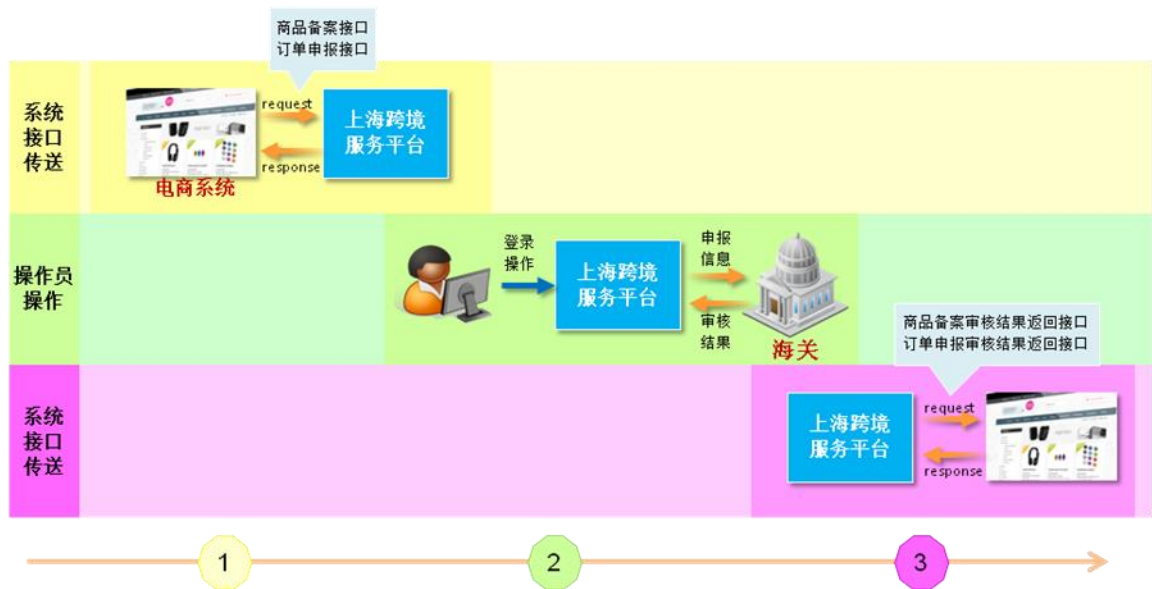 商品备案接口
订单申报接口
系统
接口
传送
request
response
电商系统
上海跨境
服务平台
操作员
操作
登录
操作
上海跨境
服务平台
申报
信息
审核
结果
海关
商品备案审核结果返回接口
订单申报审核结果返回接口
系统
接口
传送
上海跨境
服务平台
request
response
1
2
3